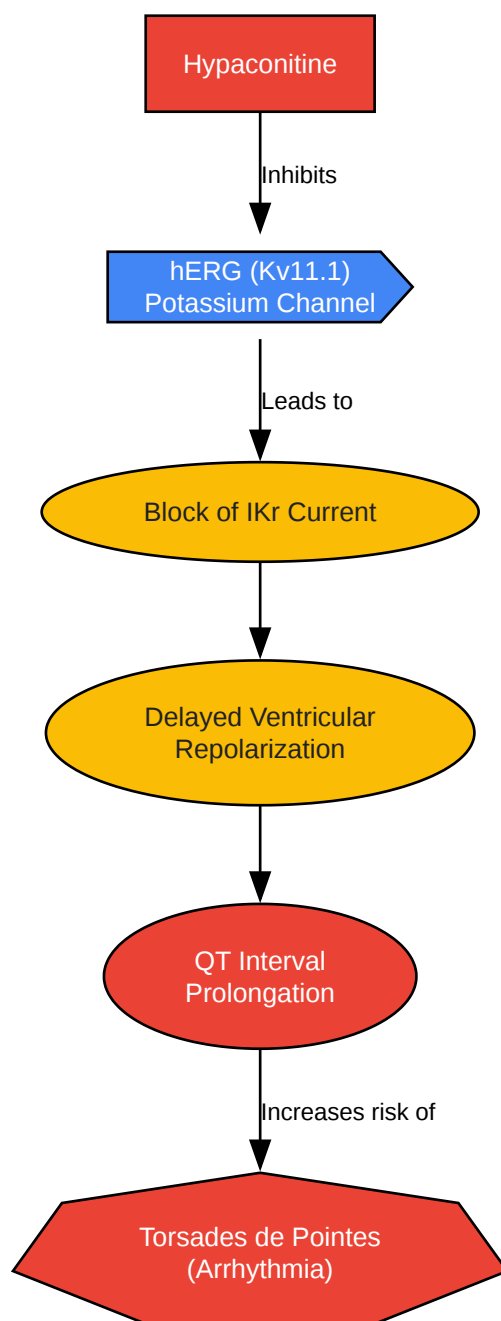 Hypaconitine
Inhibits
hERG (Kv11.1)
Potassium Channel
Leads to
Block of IKr Current
Delayed Ventricular
Repolarization
QT Interval
Prolongation
Increases risk of
Torsades de Pointes
(Arrhythmia)